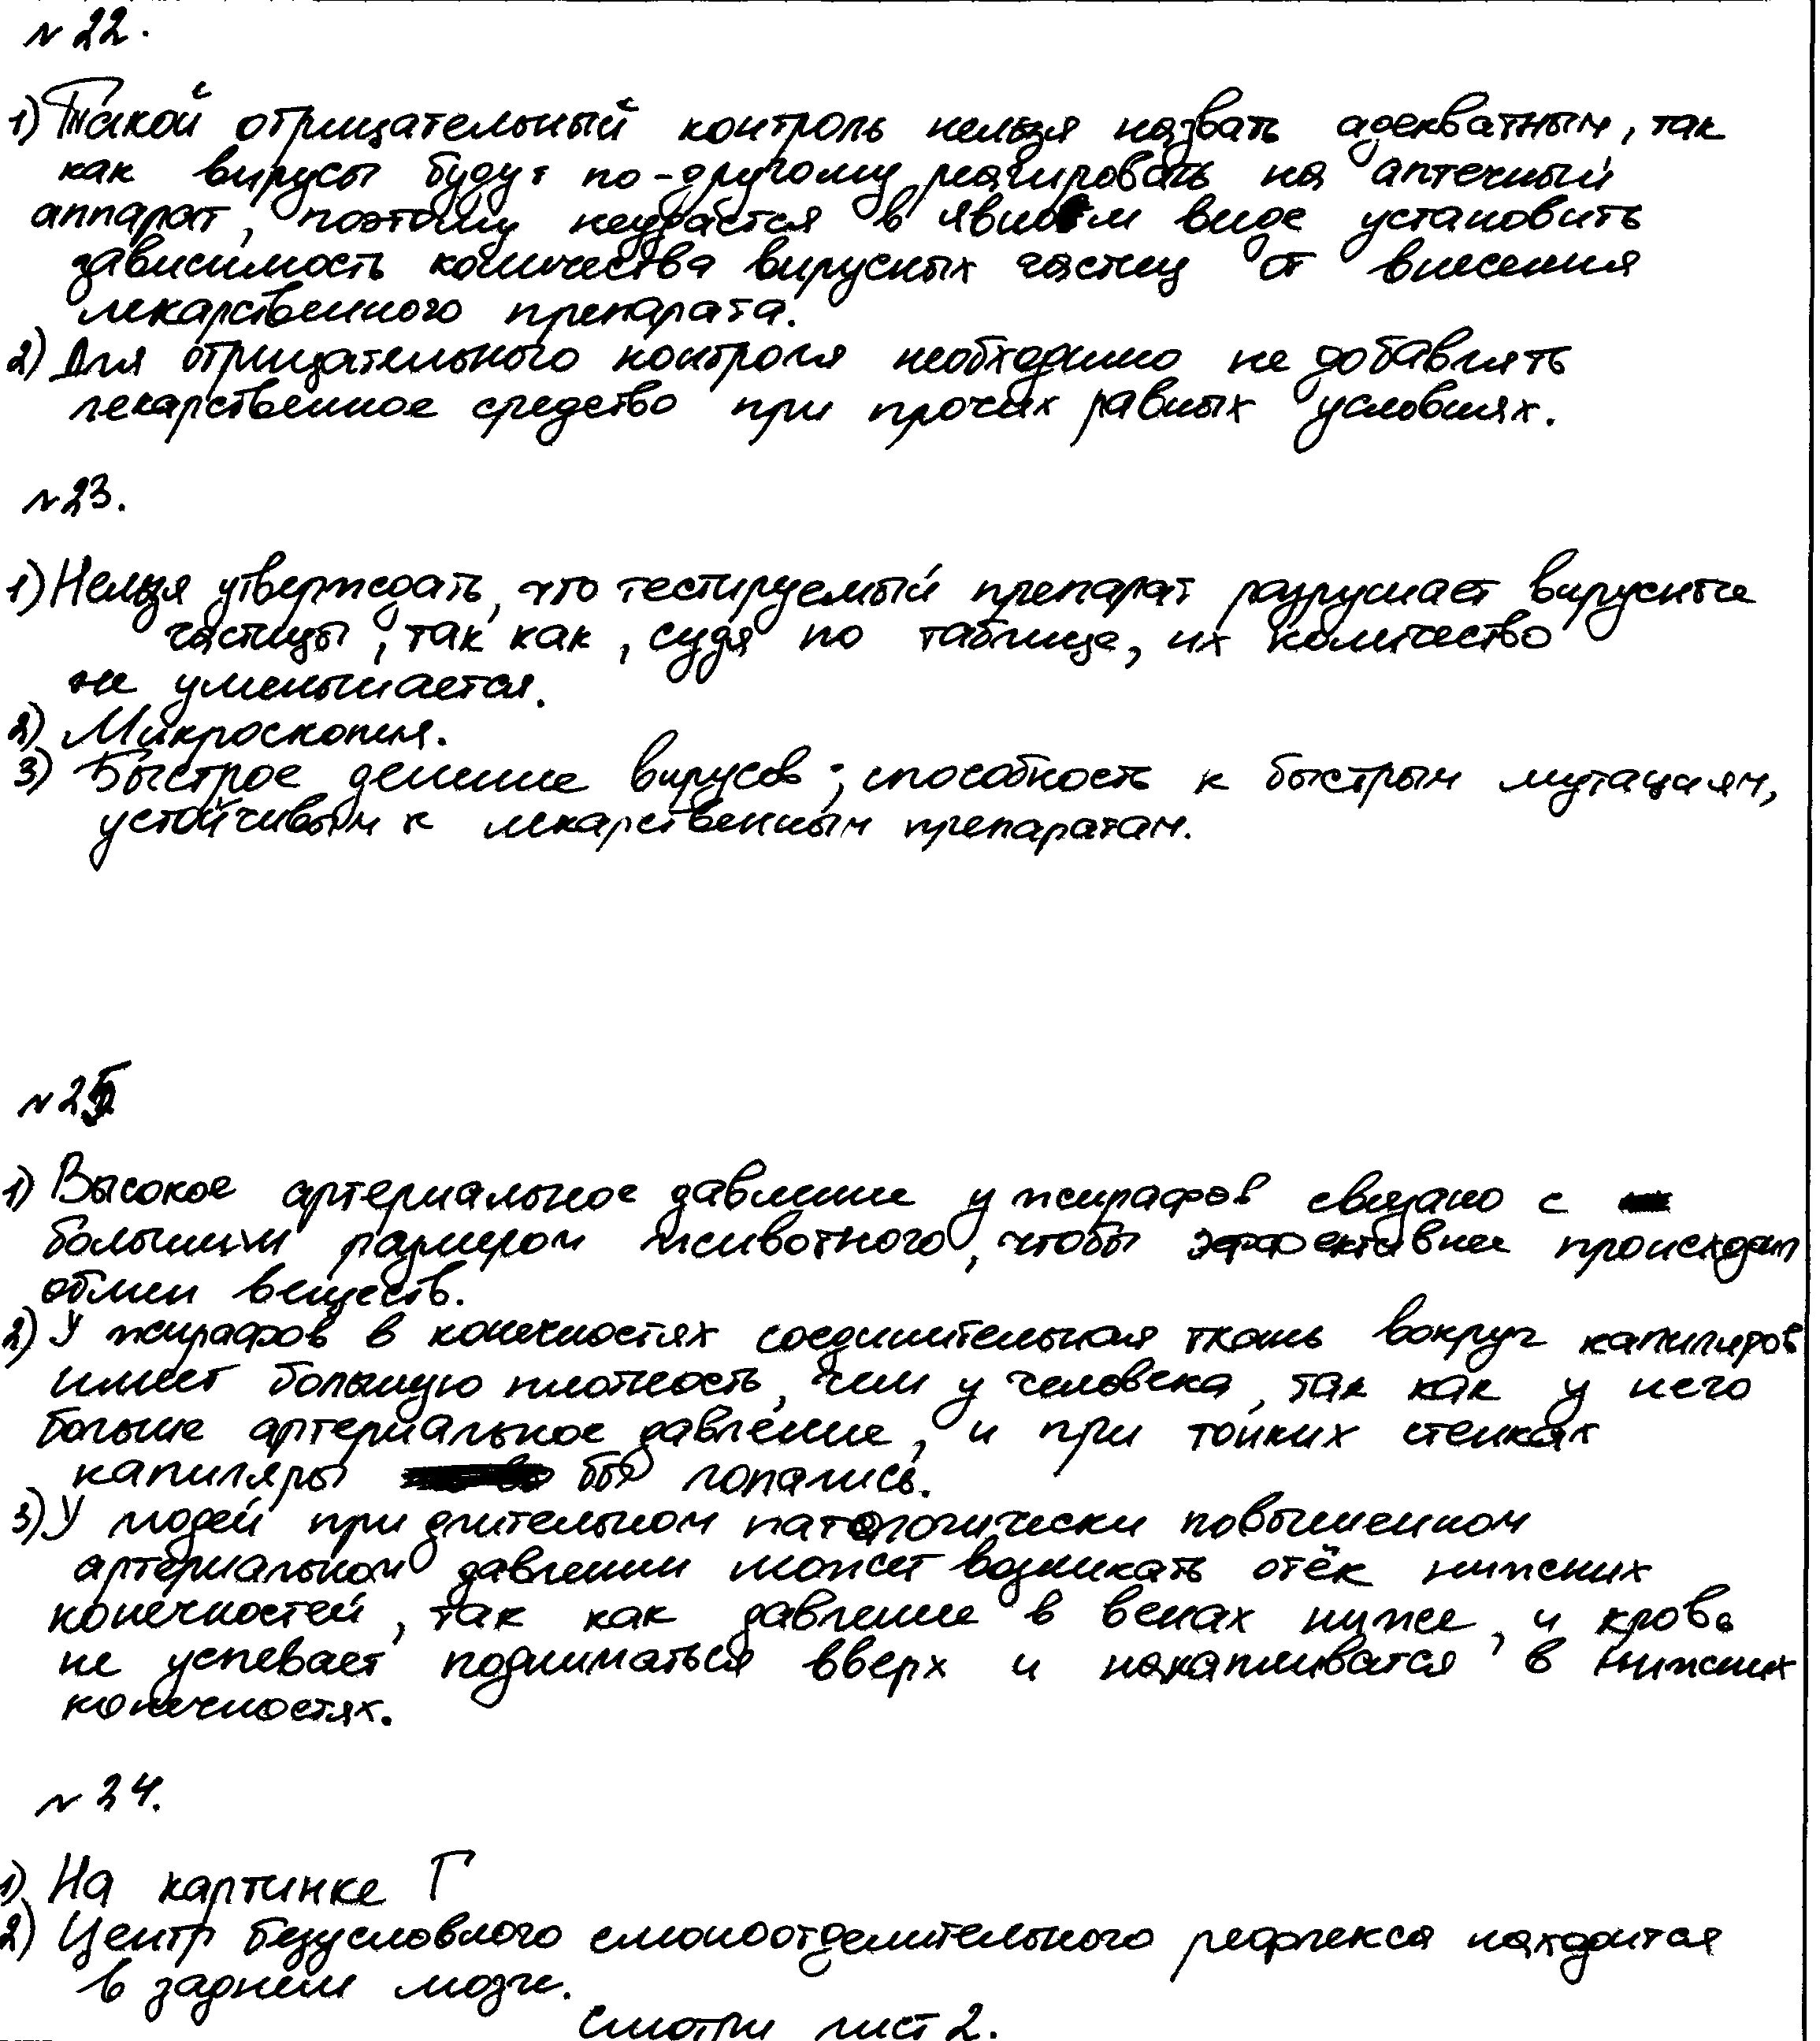 №22.
1) Такой отрицательный контроль нельзя назвать адекватным, так
как вирусы будут по-другому реагировать на аптечный
аппарат, поэтому неудастся в явном виде установить
зависимость количества вирусных частиц от внесения
лекарственного препарата.
2) Для отрицательного контроля необходимо не добавлять
лекарственное средство при прочих равных условиях.
№23.
1) Нельзя утверждать, что тестируемый препарат разрушает вирусные
частицы, так как, судя по таблице, их количество
не уменьшается.
2) Микроскопия.
3) Быстрое деление вирусов; способность к быстрым мутациям,
устойчивым к лекарственным препаратам.
№25
1) Высокое артериальное давление у жирафов связано с
большим размером животного, чтобы эффективнее происходил
обмен веществ.
2) У жирафов в конечностях соединительная ткань вокруг капиляров
имеет большую плотность, чем у человека, так как у него
больше артериальное давление, и при тонких стенках
капиляры бы лопались.
3) У людей при длительном патологически повышенном
артериальном давлении может возникать отёк нижних
конечностей, так как давление в венах ниже, и кровь
не успевает подниматься вверх и накапливатся в нижних
конечностях.
№24.
1) На картинке Г
2) Центр безусловного слюноотделительного рефлекса находится
в заднем мозге.
Смотри лист 2.